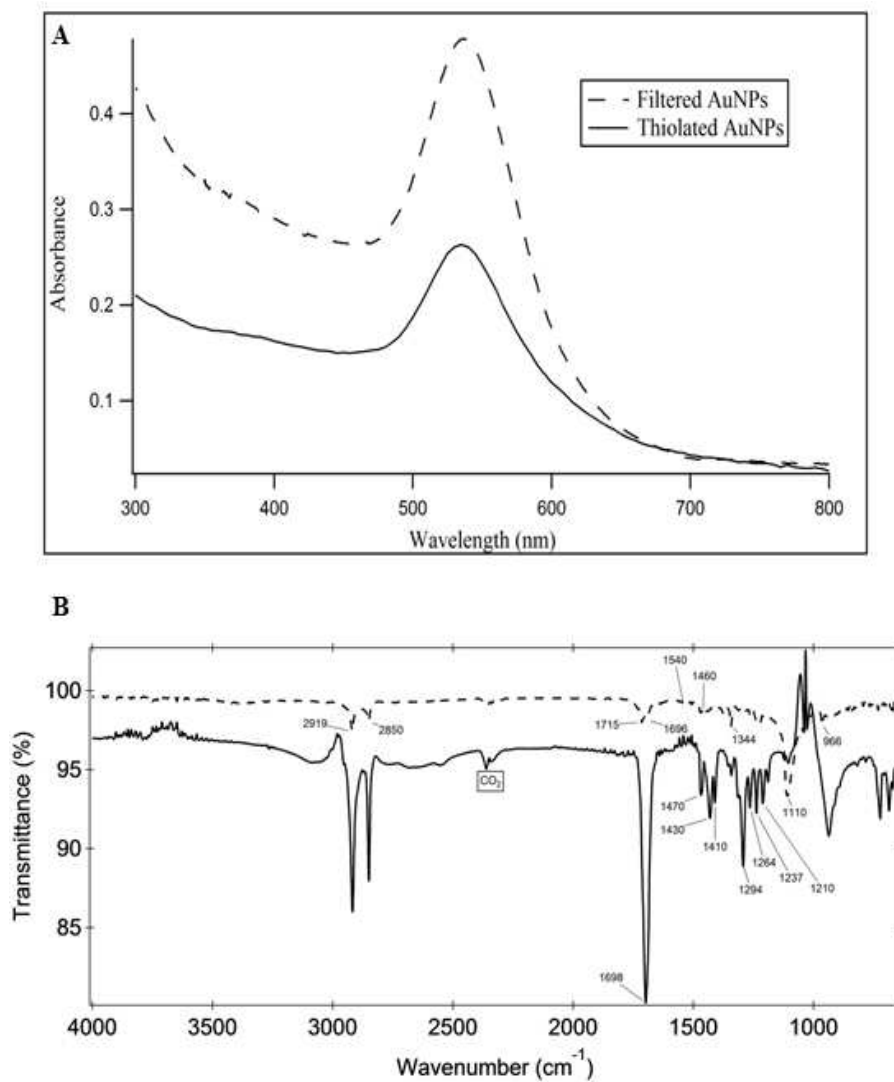 A
Absorbance
0.4
0.3
0.2
0.1
Filtered AuNPs
Thiolated AuNPs
300 400 500 600 700 800
Wavelength (nm)
B
Transmittance (%)
100
95
90
85
2919
2850
CO2
1715
1696
1540
1460
1344
1110
966
1470
1430
1410
1294
1264
1237
1210
1698
4000 3000 2500 2000 1500 1000
Wavenumber (cm-1)